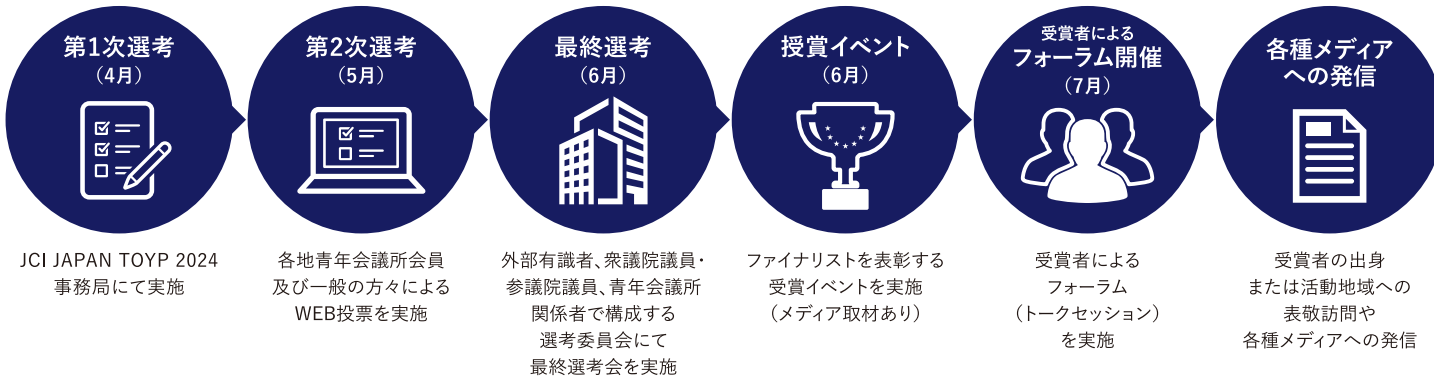 第1次選考
（4月）
JCI JAPAN TOYP 2024
事務局にて実施
第2次選考
（5月）
各地青年会議所会員
及び一般の方々による
WEB投票を実施
最終選考
（6月）
外部有識者、衆議院議員・
参議院議員、青年会議所
関係者で構成する
選考委員会にて
最終選考会を実施
授賞イベント
（6月）
ファイナリストを表彰する
受賞イベントを実施
（メディア取材あり）
受賞者による
フォーラム開催
（7月）
受賞者による
フォーラム
（トークセッション）
を実施
各種メディア
への発信
受賞者の出身
または活動地域への
表敬訪問や
各種メディアへの発信